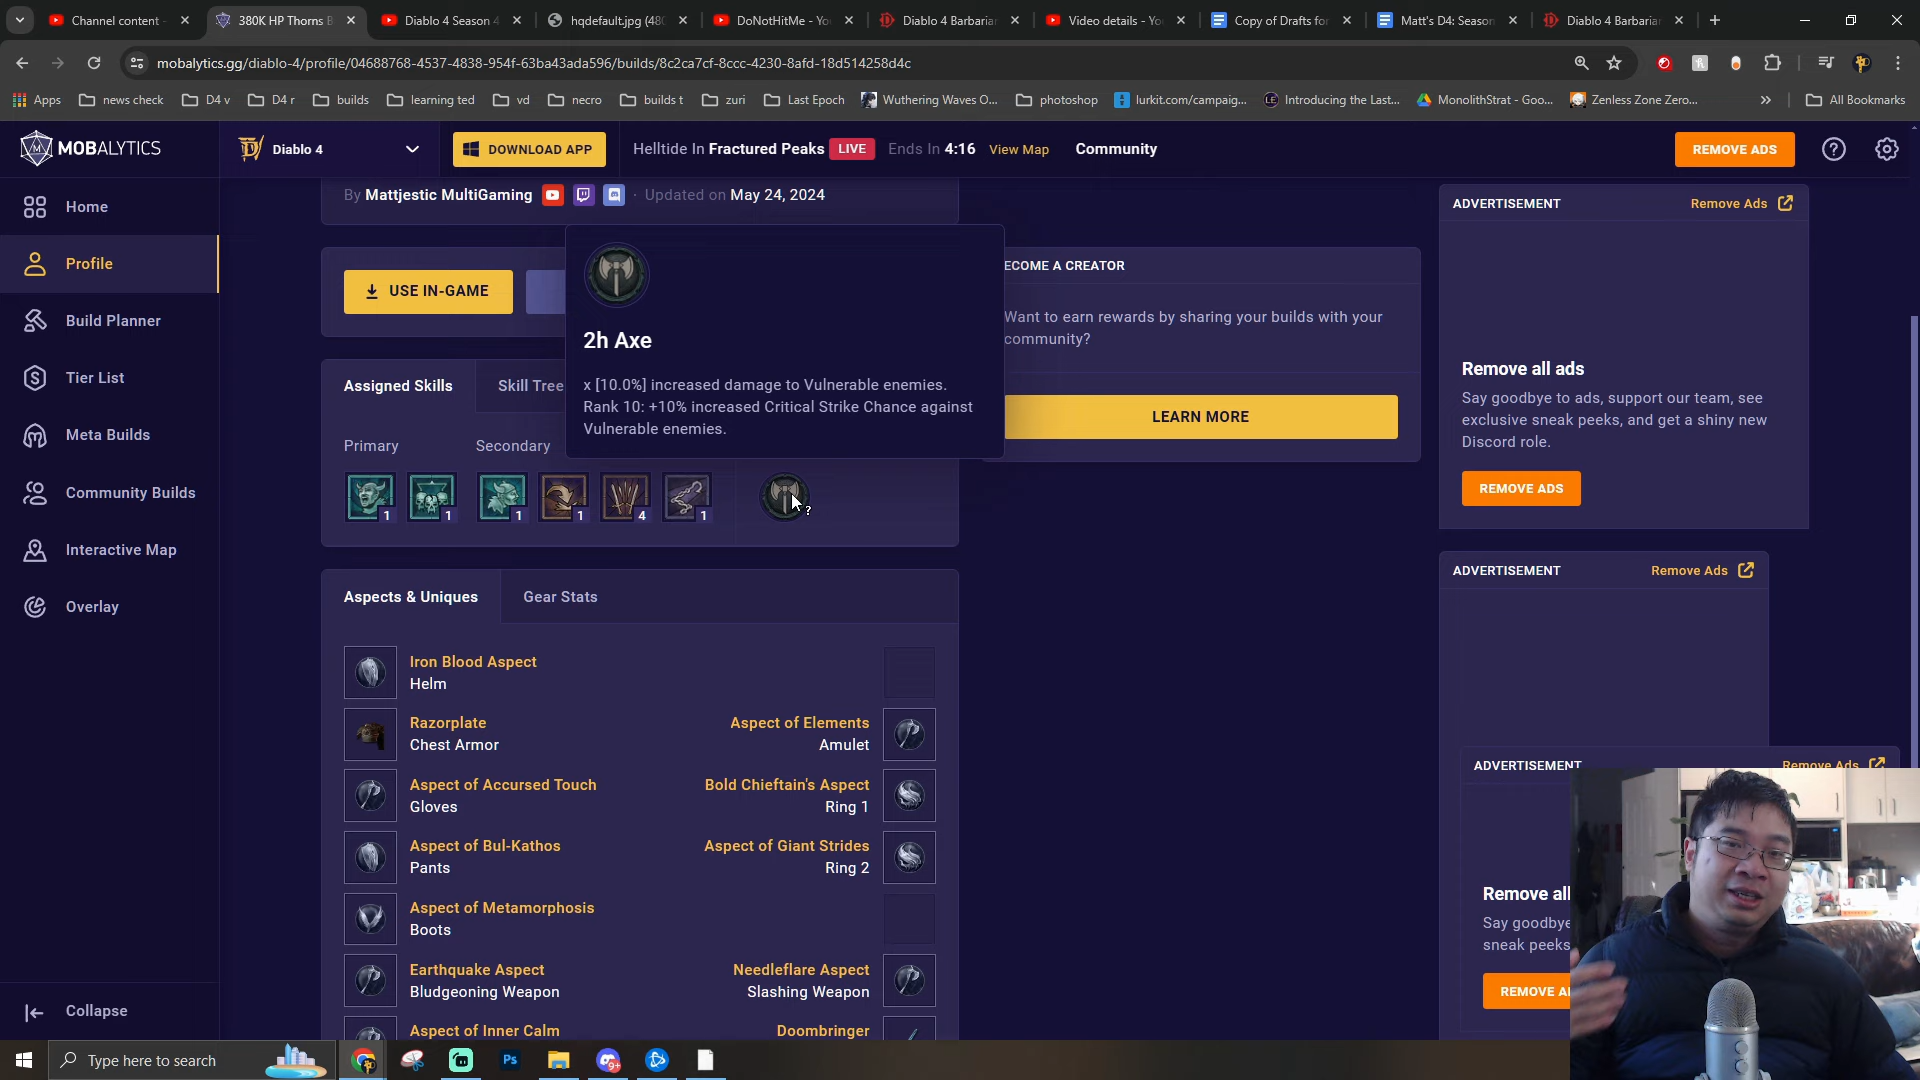 Channel content -
380K HP Thorns B
Diablo 4 Season 4
hqdefault.jpg (480
DoNotHitMe - Yo
Diablo 4 Barbarian
Video details - Yo
Copy of Drafts fo
Matt's D4: Season
Diablo 4 Barbarian
mobalytics.gg/diablo-4/profile/04688768-4537-4838-954f-63ba43ada596/builds/8c2ca7cf-8ccc-4230-8afd-18d514258d4c
Apps
news check
D4 v
D4 r
builds
learning ted
vd
necro
builds t
zuri
Last Epoch
Wuthering Waves O...
photoshop
lurkit.com/campaig...
Introducing the Last...
MonolithStrat - Goo...
Zenless Zone Zero...
All Bookmarks
MOBALYTICS
Diablo 4
DOWNLOAD APP
Helltide In Fractured Peaks LIVE Ends In 4:16 View Map
Community
REMOVE ADS
Home
Profile
Build Planner
Tier List
Meta Builds
Community Builds
Interactive Map
Overlay
Collapse
By Mattjestic MultiGaming · Updated on May 24, 2024
USE IN-GAME
2h Axe
x [10.0%] increased damage to Vulnerable enemies.
Rank 10: +10% increased Critical Strike Chance against
Vulnerable enemies.
Assigned Skills
Skill Tree
Primary
Secondary
1
1
1
1
4
1
ECOME A CREATOR
Want to earn rewards by sharing your builds with your
community?
LEARN MORE
Aspects & Uniques
Gear Stats
Iron Blood Aspect
Helm
Razorplate
Chest Armor
Aspect of Elements
Amulet
Aspect of Accursed Touch
Gloves
Bold Chieftain's Aspect
Ring 1
Aspect of Bul-Kathos
Pants
Aspect of Giant Strides
Ring 2
Aspect of Metamorphosis
Boots
Earthquake Aspect
Bludgeoning Weapon
Needleflare Aspect
Slashing Weapon
Aspect of Inner Calm
Doombringer
ADVERTISEMENT
Remove Ads
Remove all ads
Say goodbye to ads, support our team, see
exclusive sneak peeks, and get a shiny new
Discord role.
REMOVE ADS
ADVERTISEMENT
Remove Ads
ADVERTISEMENT
Remove Ads
Remove all
Say goodbye
sneak peeks
REMOVE A
Type here to search
Ps
9+